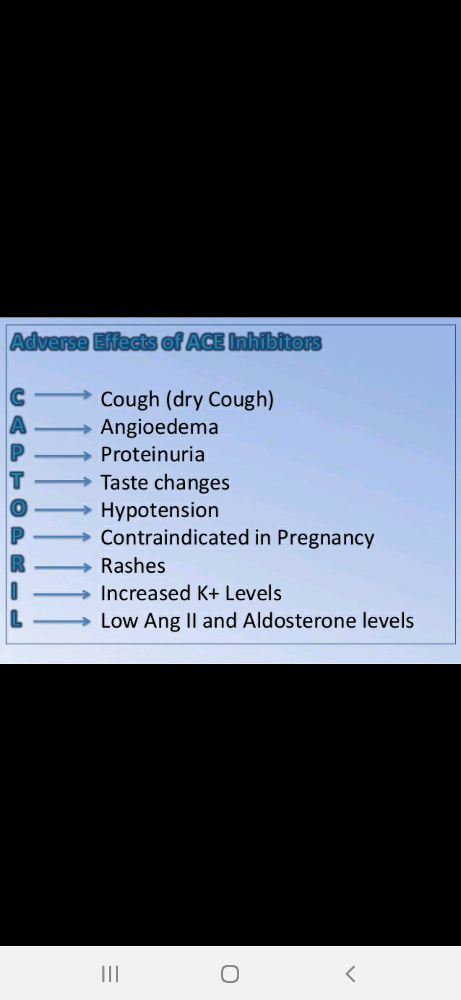 Adverse Effects of ACE Inhibitors
C Cough (dry Cough)
A Angioedema
P Proteinuria
T Taste changes
O Hypotension
P Contraindicated in Pregnancy
R Rashes
I Increased K+ Levels
L Low Ang II and Aldosterone levels